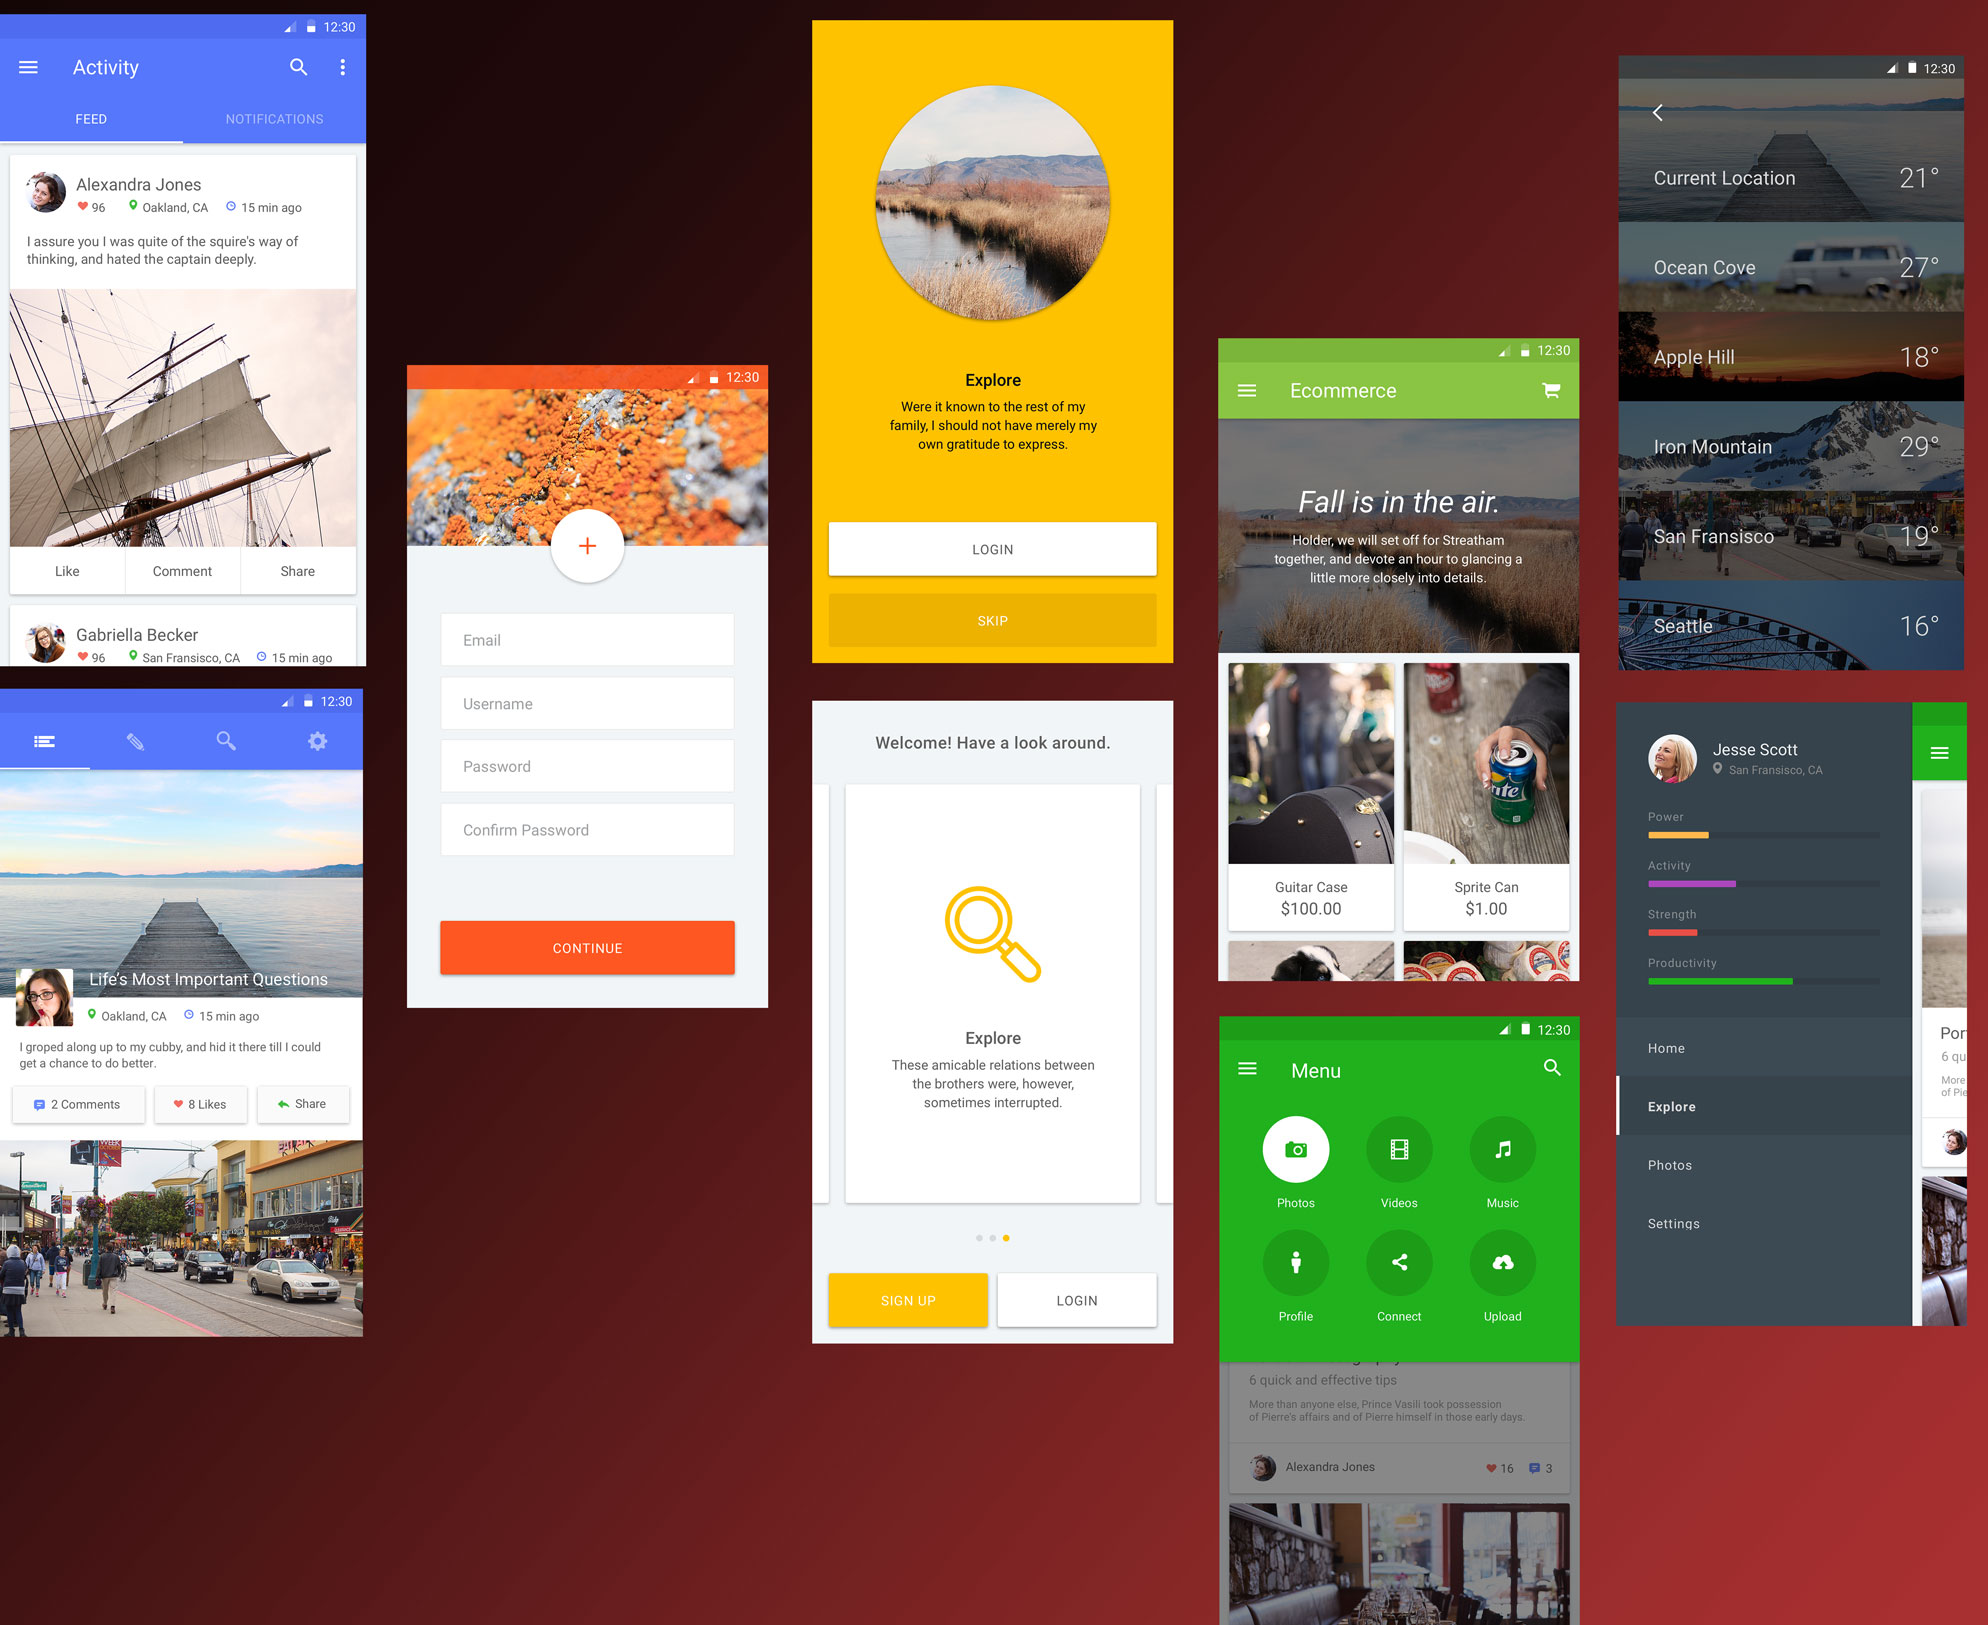 12:30
Activity
FEED
NOTIFICATIONS
Alexandra Jones
96
Oakland, CA
15 min ago
I assure you I was quite of the squire's way of
thinking, and hated the captain deeply.
Like
Comment
Share
Gabriella Becker
96
San Fransisco, CA
15 min ago
12:30
Life's Most Important Questions
Oakland, CA
15 min ago
I groped along up to my cubby, and hid it there till I could
get a chance to do better.
2 Comments
8 Likes
Share
12:30
Email
Username
Password
Confirm Password
CONTINUE
Explore
Were it known to the rest of my
family, I should not have merely my
own gratitude to express.
LOGIN
SKIP
Welcome! Have a look around.
Explore
These amicable relations between
the brothers were, however,
sometimes interrupted.
SIGN UP
LOGIN
12:30
Ecommerce
Fall is in the air.
Holder, we will set off for Streatham
together, and devote an hour to glancing a
little more closely into details.
Guitar Case
$100.00
Sprite Can
$1.00
12:30
Menu
Photos
Videos
Music
Profile
Connect
Upload
6 quick and effective tips
More than anyone else, Prince Vasili took possession
of Pierre's affairs and of Pierre himself in those early days.
Alexandra Jones
16
3
12:30
Current Location
21°
Ocean Cove
27°
Apple Hill
18°
Iron Mountain
29°
San Fransisco
19°
Seattle
16°
Jesse Scott
San Fransisco, CA
Power
Activity
Strength
Productivity
Home
Explore
Photos
Settings
Por
6 qu
More
of Pie